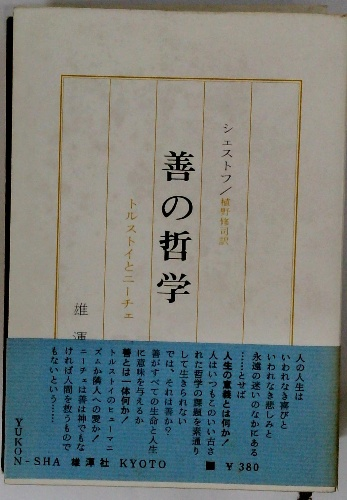 シェストフ/植野修司訳
善の哲学
トルストイとニーチェ
雄渾
人の人生は
いわれなき喜びと
いわれなき悲しみと
永遠の迷いのなかにある
……とせば
人生の意義とは何か!
人はいつもこのいい古さ
れた哲学の課題を素通り
して生きられない
では、それは善か?
善がすべての生命と人生
に意味を与えるか
善とは一体何か!
トルストイのヒューマニ
ズムか隣人への愛か!
ニーチェは善は神でもな
ければ人間を救うもので
もないという……
YUKON-SHA 雄渾社 KYOTO ■ ¥380